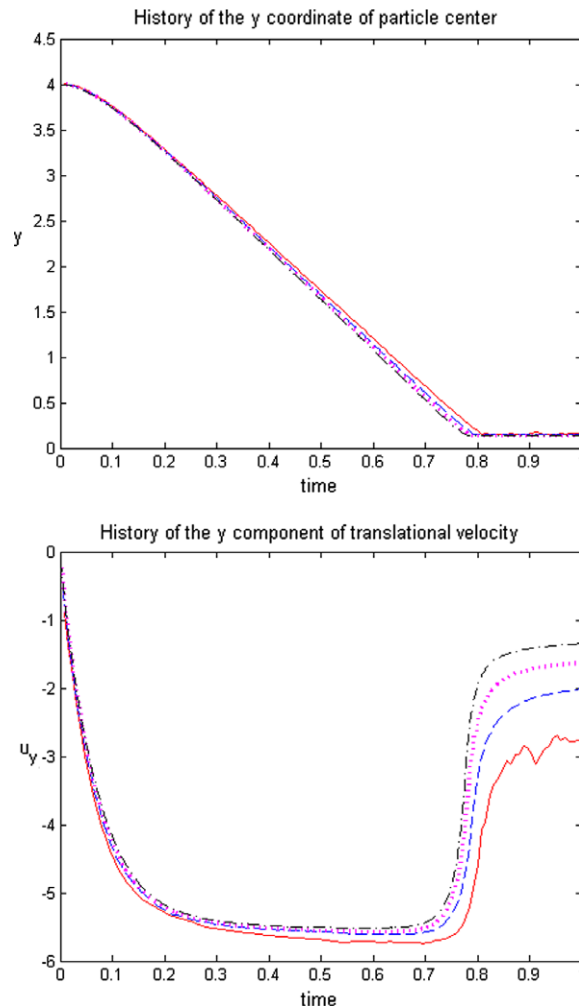 History of the y coordinate of particle center
4.5
4
3.5
3
2.5
y
2
1.5
1
0.5
0
0 0.1 0.2 0.3 0.4 0.5 0.6 0.7 0.8 0.9
time
History of the y component of translational velocity
0
-1
-2
u_y -3
-4
-5
-6
0 0.1 0.2 0.3 0.4 0.5 0.6 0.7 0.8 0.9
time